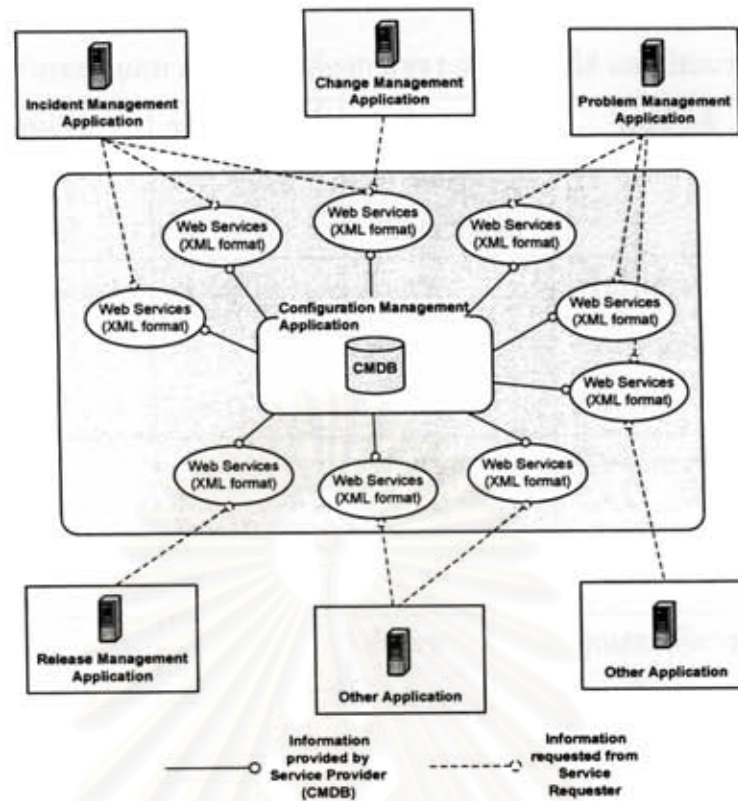 Incident Management
Application
Change Management
Application
Problem Management
Application
Web Services
(XML format)
Web Services
(XML format)
Web Services
(XML format)
Web Services
(XML format)
Configuration Management
Application
CMDB
Web Services
(XML format)
Web Services
(XML format)
Web Services
(XML format)
Web Services
(XML format)
Web Services
(XML format)
Release Management
Application
Other Application
Other Application
Information
provided by
Service Provider
(CMDB)
Information
requested from
Service
Requester